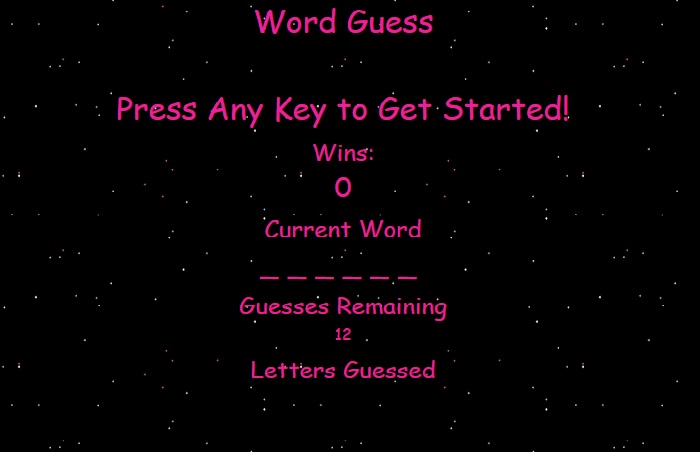 Word Guess
Press Any Key to Get Started!
Wins:
0
Current Word
_ _ _ _ _ _
Guesses Remaining
12
Letters Guessed